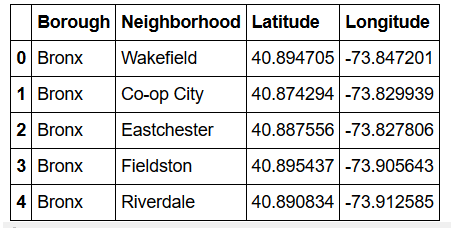 Borough Neighborhood Latitude Longitude
0 Bronx Wakefield 40.894705 -73.847201
1 Bronx Co-op City 40.874294 -73.829939
2 Bronx Eastchester 40.887556 -73.827806
3 Bronx Fieldston 40.895437 -73.905643
4 Bronx Riverdale 40.890834 -73.912585